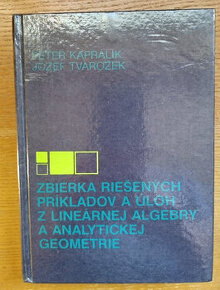 PETER KAPRÁLIK
JOZEF TVAROŽEK
ZBIERKA RIEŠENÝCH
PRÍKLADOV A ÚLOH
Z LINEÁRNEJ ALGEBRY
A ANALYTICKEJ
GEOMETRIE